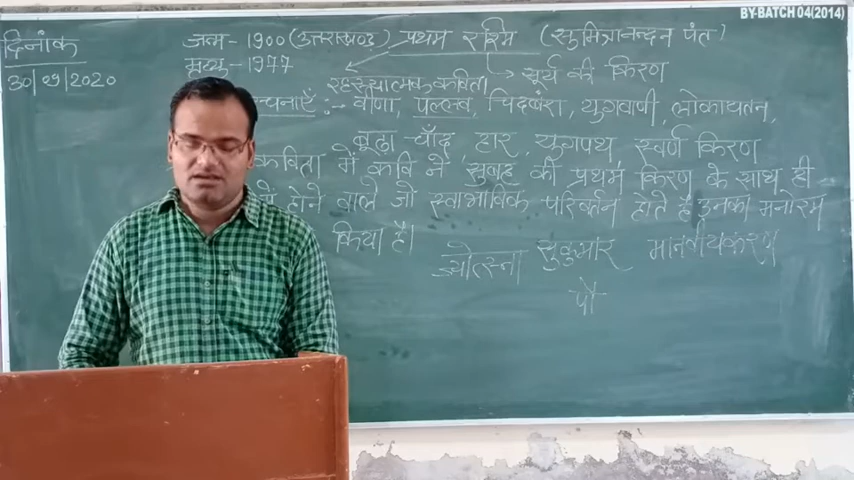 BY-BATCH 04(2014)
दिनांक
30/09/2020
जन्म - 1900 (उत्तराखण्ड) प्रथम रश्मि (सुमित्रानन्दन पंत)
मृत्यु - 1977
सूर्य की किरण
रहस्यात्मक कविता
:- वीणा, पल्लव, चिदम्बरा, युगवाणी, लोकायतन,
बूढ़ा चाँद, हार, युगपथ, स्वर्ण किरण
कविता में कवि ने सुबह की प्रथम किरण के साथ ही
होने वाले जो स्वाभाविक परिवर्तन होते हैं उनका मनोरम
किया है।
ज्योत्सना सुकुमार मानवीयकरण
पौ